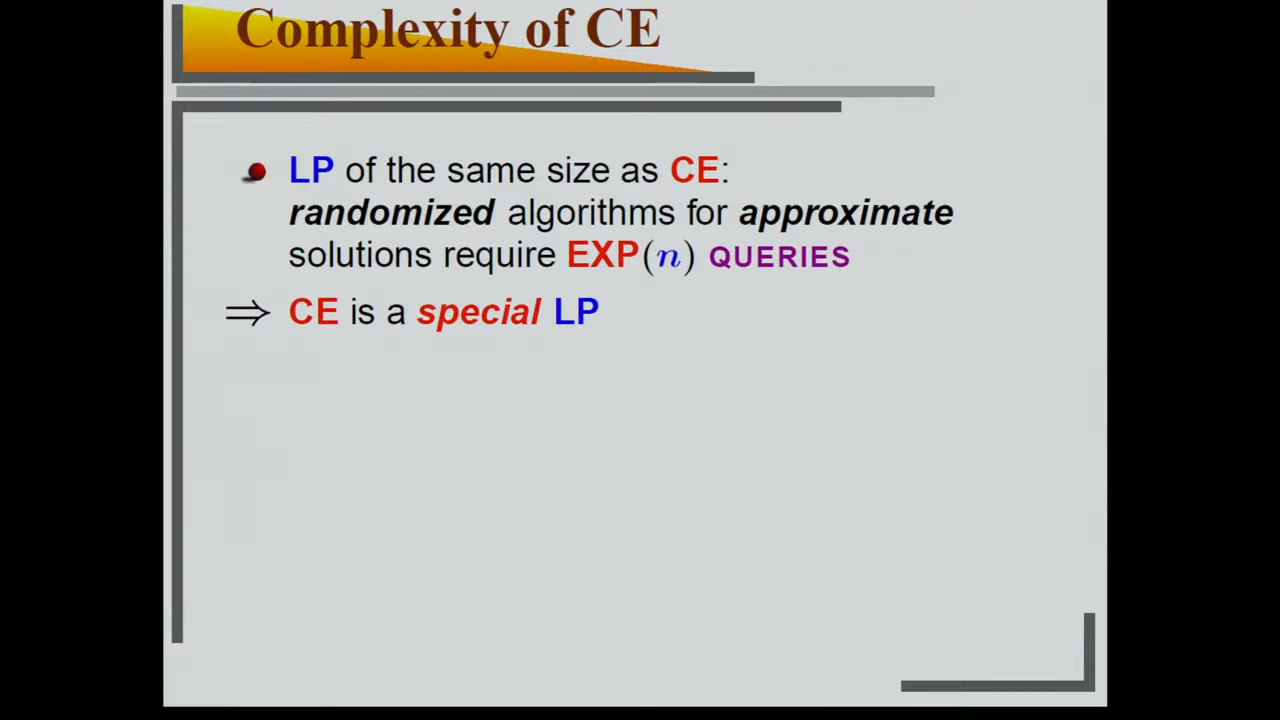 Complexity of CE
LP of the same size as CE:
randomized algorithms for approximate
solutions require EXP(n) QUERIES
⇒ CE is a special LP